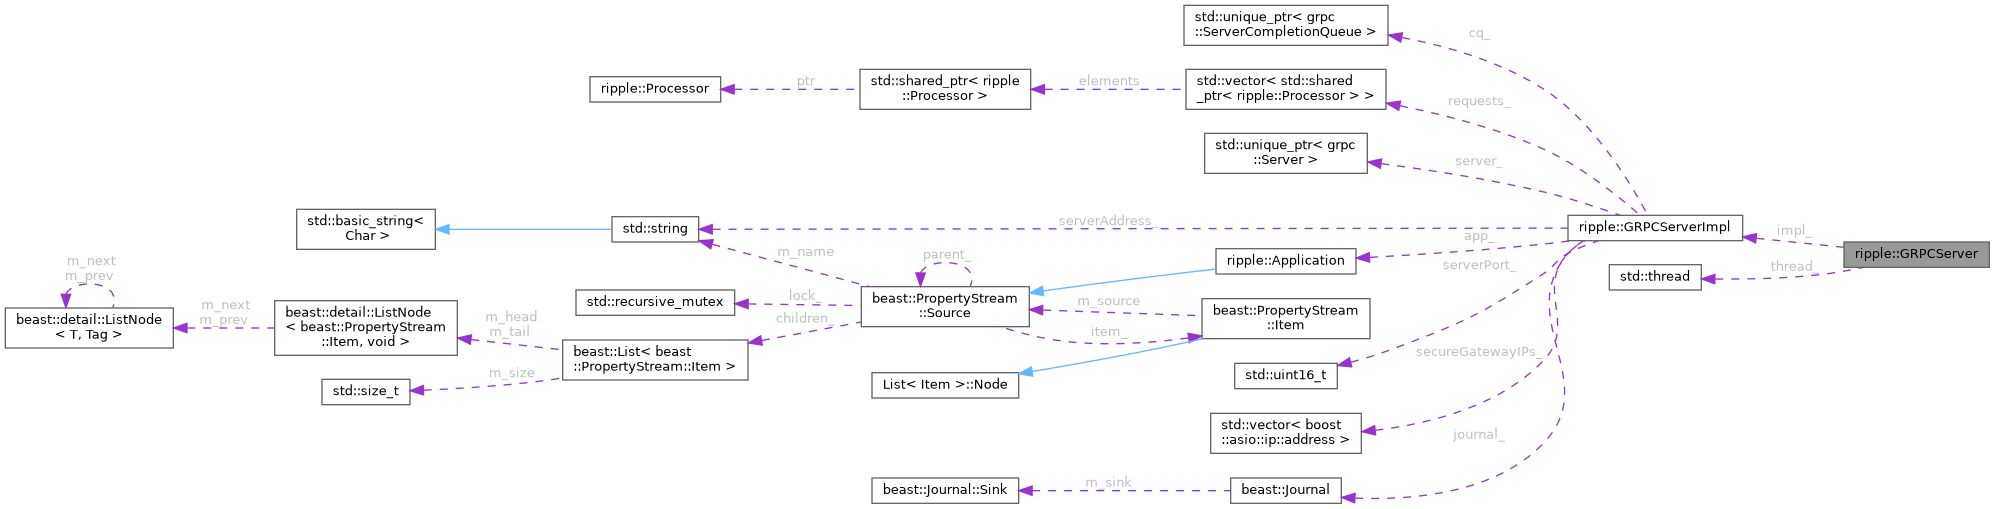 std::unique_ptr< grpc
::ServerCompletionQueue >
cq_
ripple::Processor
ptr
std::shared_ptr< ripple
::Processor >
elements
std::vector< std::shared
_ptr< ripple::Processor > >
requests_
std::unique_ptr< grpc
::Server >
server_
std::basic_string<
Char >
std::string
serverAddress_
ripple::GRPCServerImpl
impl_
ripple::GRPCServer
thread_
std::thread
m_name
parent_
app_
ripple::Application
serverPort_
m_next
m_prev
beast::detail::ListNode
< T, Tag >
m_next
m_prev
beast::detail::ListNode
< beast::PropertyStream
::Item, void >
m_head
m_tail
std::recursive_mutex
lock_
children_
beast::PropertyStream
::Source
m_source
item_
beast::PropertyStream
::Item
beast::List< beast
::PropertyStream::Item >
m_size
std::size_t
List< Item >::Node
std::uint16_t
secureGatewayIPs_
std::vector< boost
::asio::ip::address >
journal_
beast::Journal::Sink
m_sink
beast::Journal